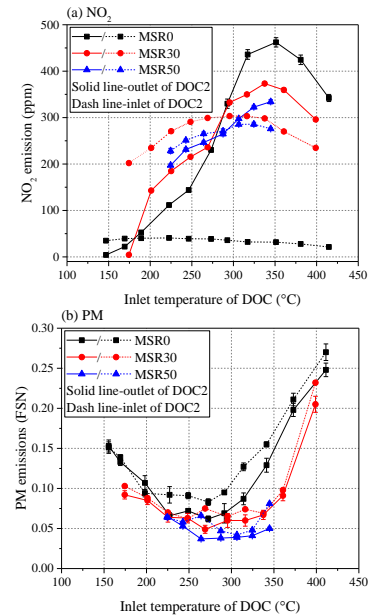 (a) NO2
500
400
300
200
100
0
NO2 emission (ppm)
MSR0
MSR30
MSR50
Solid line-outlet of DOC2
Dash line-inlet of DOC2
100 150 200 250 300 350 400 450
Inlet temperature of DOC (°C)
(b) PM
0.30
0.25
0.20
0.15
0.10
0.05
0.00
PM emissions (FSN)
MSR0
MSR30
MSR50
Solid line-outlet of DOC2
Dash line-inlet of DOC2
100 150 200 250 300 350 400 450
Inlet temperature of DOC (°C)